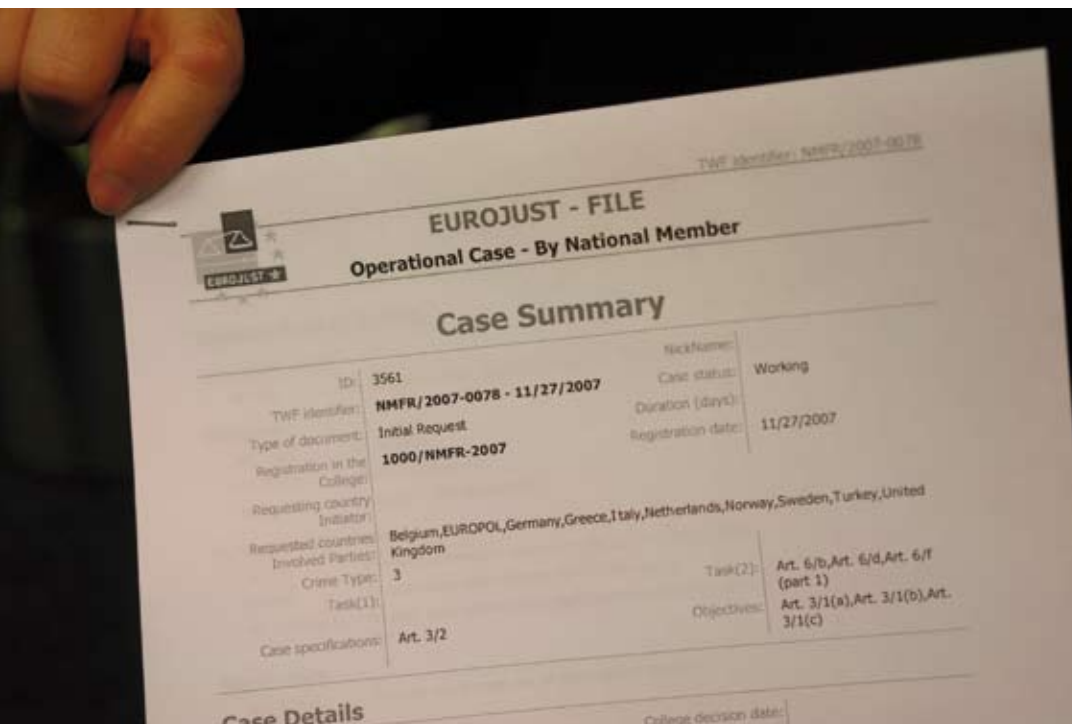 TWF identifier: NMFR/2007-0078
EUROJUST - FILE
Operational Case - By National Member
EUROJUST
Case Summary
ID: 3561
NickName:
TWF identifier: NMFR/2007-0078 - 11/27/2007
Case status: Working
Type of document: Initial Request
Duration (days):
Registration in the College: 1000/NMFR-2007
Registration date: 11/27/2007
Requesting country
Initiator:
Requested countries Belgium,EUROPOL,Germany,Greece,Italy,Netherlands,Norway,Sweden,Turkey,United
Involved Parties: Kingdom
Crime Type: 3
Task(1):
Task(2): Art. 6/b,Art. 6/d,Art. 6/f
(part 1)
Case specifications: Art. 3/2
Objectives: Art. 3/1(a),Art. 3/1(b),Art.
3/1(c)
Case Details
College decision date: